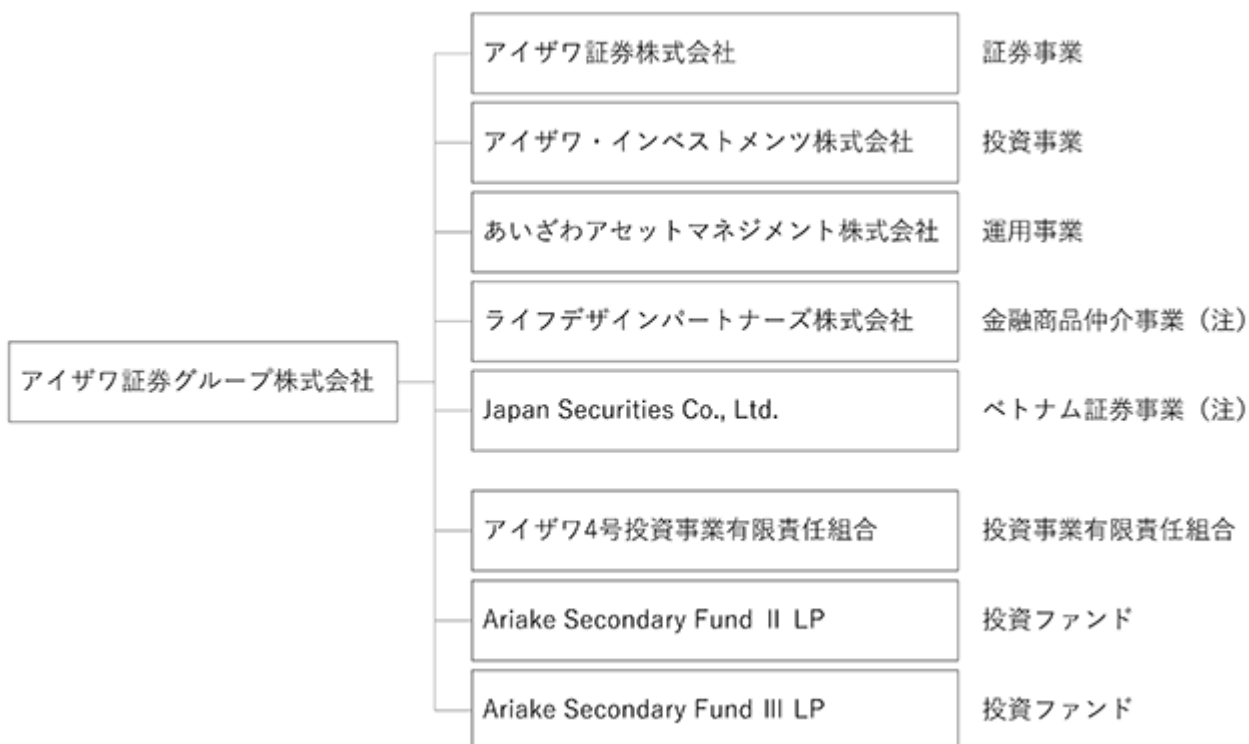 アイザワ証券グループ株式会社
アイザワ証券株式会社 証券事業
アイザワ・インベストメンツ株式会社 投資事業
あいざわアセットマネジメント株式会社 運用事業
ライフデザインパートナーズ株式会社 金融商品仲介事業（注）
Japan Securities Co., Ltd. ベトナム証券事業（注）
アイザワ4号投資事業有限責任組合 投資事業有限責任組合
Ariake Secondary Fund Ⅱ LP 投資ファンド
Ariake Secondary Fund Ⅲ LP 投資ファンド